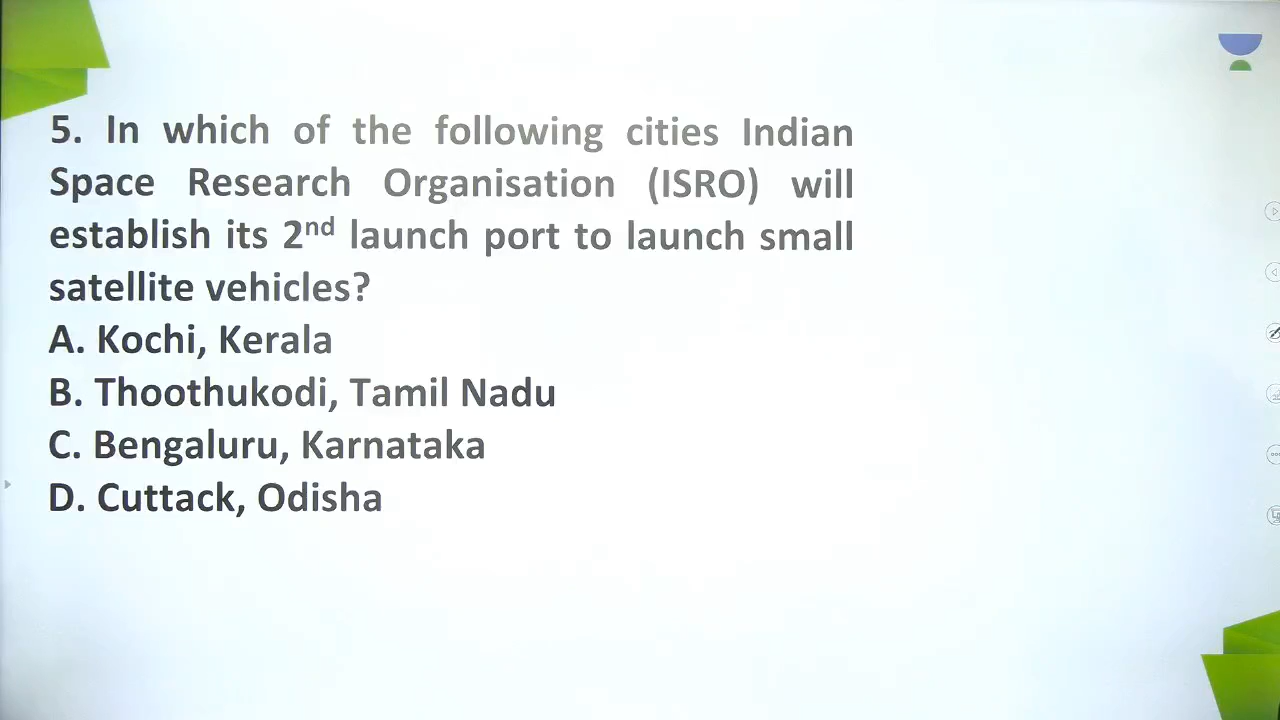 5. In which of the following cities Indian
Space Research Organisation (ISRO) will
establish its 2nd launch port to launch small
satellite vehicles?
A. Kochi, Kerala
B. Thoothukodi, Tamil Nadu
C. Bengaluru, Karnataka
D. Cuttack, Odisha